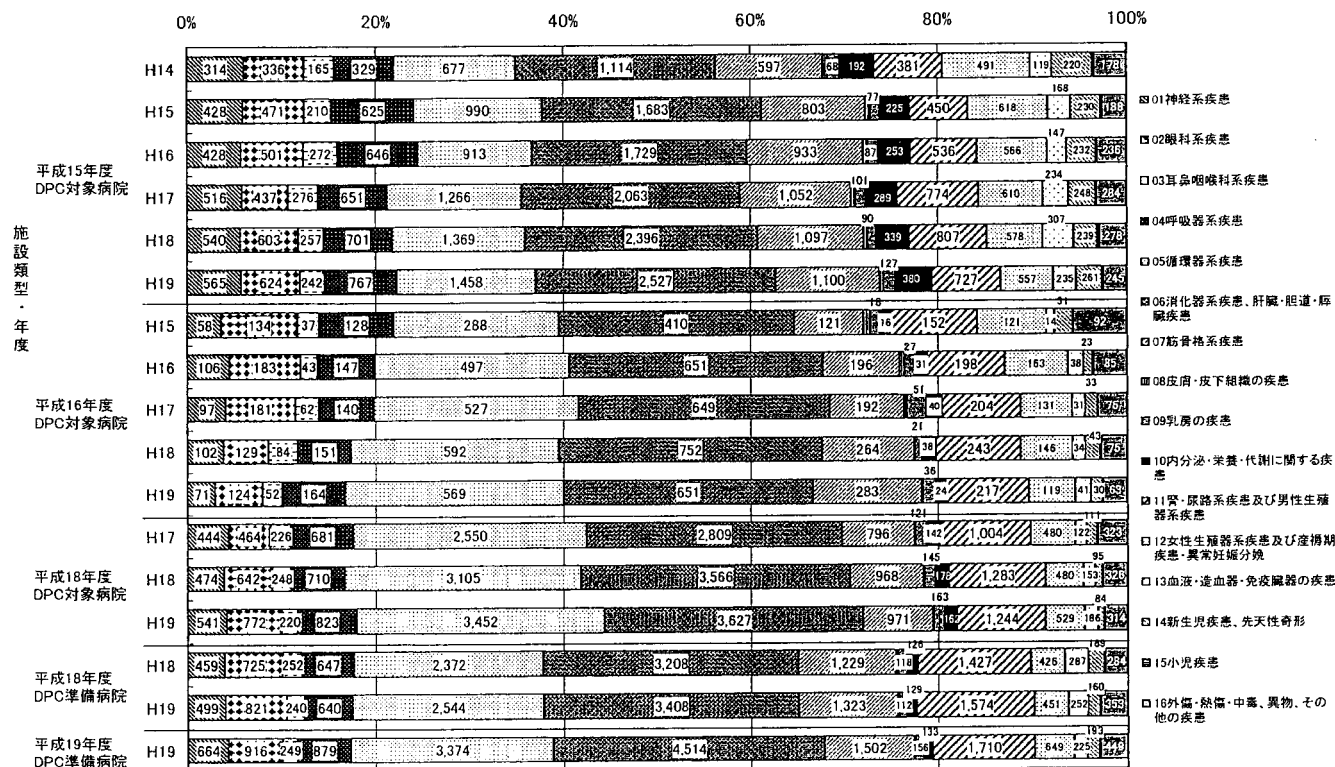 0% 20% 40% 60% 80% 100%
施設類型・年度
平成15年度
DPC対象病院
H14 314 336 165 329 677 1,114 597 68 192 381 491 119 220 178
168
H15 428 471 210 625 990 1,683 803 77 225 450 618 230
147
H16 428 501 272 646 913 1,729 933 87 253 536 566 232
101 234
H17 516 437 276 651 1,266 2,063 1,052 289 774 610 248
90 307
H18 540 603 257 701 1,369 2,396 1,097 339 807 578 239
127
H19 565 624 242 767 1,458 2,527 1,100 380 727 557 235 261
平成16年度
DPC対象病院
18 31
H15 58 134 37 128 288 410 121 16 152 121 14
27 23
H16 106 183 43 147 497 651 196 31 198 163 38
51 33
H17 97 181 62 140 527 649 192 40 204 131 31
21 43
H18 102 129 84 151 592 752 264 38 243 146 34
36
H19 71 124 52 164 569 651 283 24 217 119 41 30
平成18年度
DPC対象病院
121 111
H17 444 464 226 681 2,550 2,809 796 142 1,004 480 122
145 95
H18 474 642 248 710 3,105 3,566 968 1,283 480 153 326
163 84
H19 541 772 220 823 3,452 3,627 971 1,244 529 186
平成18年度
DPC準備病院
126 169
H18 459 725 252 647 2,372 3,208 1,229 118 1,427 426 287 284
129 160
H19 499 821 240 640 2,544 3,408 1,323 112 1,574 451 252
平成19年度
DPC準備病院
133 193
H19 664 916 249 879 3,374 4,514 1,502 156 1,710 649 225
01神経系疾患
02眼科系疾患
03耳鼻咽喉科系疾患
04呼吸器系疾患
05循環器系疾患
06消化器系疾患、肝臓・胆道・膵
臓疾患
07筋骨格系疾患
08皮膚・皮下組織の疾患
09乳房の疾患
10内分泌・栄養・代謝に関する疾
患
11腎・尿路系疾患及び男性生殖
器系疾患
12女性生殖器系疾患及び産褥期
疾患・異常妊娠分娩
13血液・造血器・免疫臓器の疾患
14新生児疾患、先天性奇形
15小児疾患
16外傷・熱傷・中毒、異物、その
他の疾患